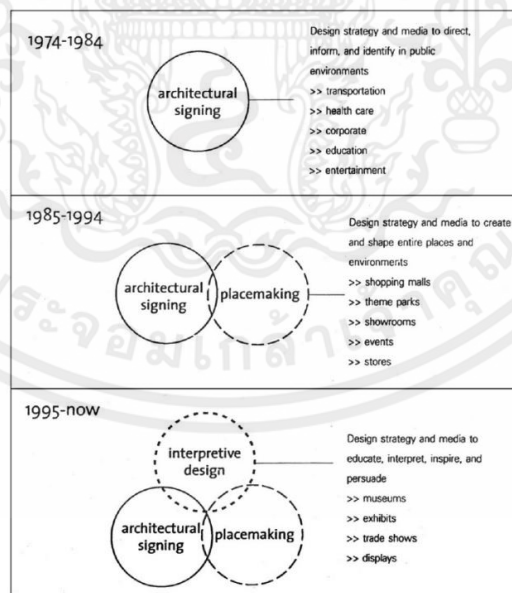 1974-1984
architectural
signing
Design strategy and media to direct,
inform, and identify in public
environments
>> transportation
>> health care
>> corporate
>> education
>> entertainment
1985-1994
architectural
signing
placemaking
Design strategy and media to create
and shape entire places and
environments
>> shopping malls
>> theme parks
>> showrooms
>> events
>> stores
1995-now
interpretive
design
architectural
signing
placemaking
Design strategy and media to
educate, interpret, inspire, and
persuade
>> museums
>> exhibits
>> trade shows
>> displays